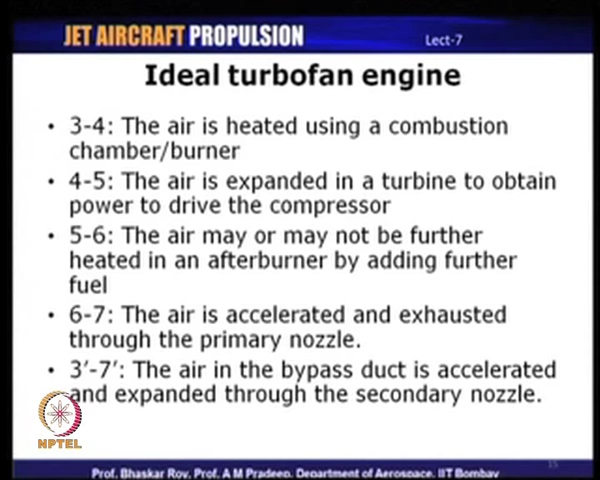 JET AIRCRAFT PROPULSION
Lect-7
Ideal turbofan engine
• 3-4: The air is heated using a combustion
chamber/burner
• 4-5: The air is expanded in a turbine to obtain
power to drive the compressor
• 5-6: The air may or may not be further
heated in an afterburner by adding further
fuel
• 6-7: The air is accelerated and exhausted
through the primary nozzle.
• 3′-7′: The air in the bypass duct is accelerated
and expanded through the secondary nozzle.
NPTEL
15
Prof. Bhaskar Roy, Prof. A M Pradeep, Department of Aerospace, IIT Bombay